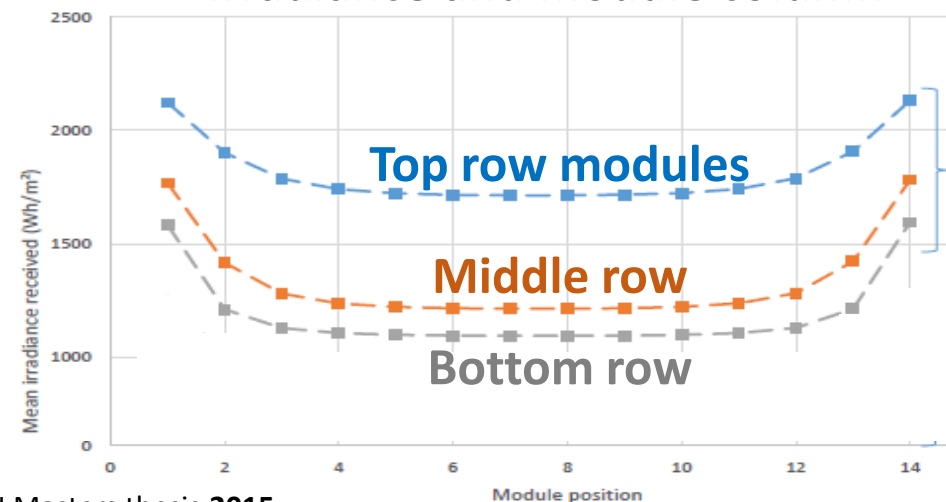 2500
2000
1500
1000
0
Mean irradiance received (Wh/m²)
Top row modules
Middle row
Bottom row
0 2 4 6 8 10 12 14
Module position
Masters thesis 2015